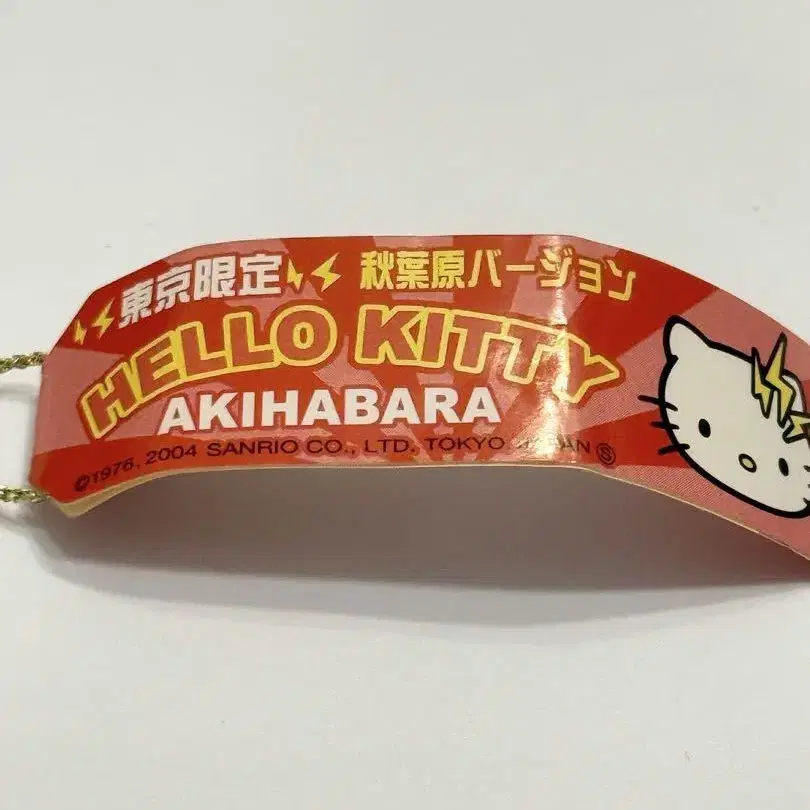 東京限定 秋葉原バージョン
HELLO KITTY
AKIHABARA
©1976, 2004 SANRIO CO., LTD. TOKYO, JAPAN Ⓢ